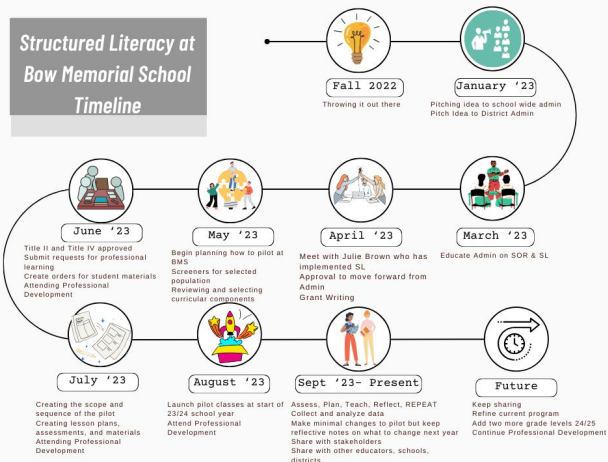 Structured Literacy at
Bow Memorial School
Timeline
Fall 2022
Throwing it out there
January ‘23
Pitching idea to school wide admin
Pitch Idea to District Admin
March ‘23
Educate Admin on SOR & SL
April ‘23
Meet with Julie Brown who has
implemented SL
Approval to move forward from
Admin
Grant Writing
May ‘23
Begin planning how to pilot at
BMS
Screeners for selected
population
Reviewing and selecting
curricular components
June ‘23
Title II and Title IV approved
Submit requests for professional
learning
Create orders for student materials
Attending Professional
Development
July ‘23
Creating the scope and
sequence of the pilot
Creating lesson plans,
assessments, and materials
Attending Professional
Development
August ‘23
Launch pilot classes at start of
23/24 school year
Attend Professional
Development
Sept ‘23- Present
Assess, Plan, Teach, Reflect, REPEAT
Collect and analyze data
Make minimal changes to pilot but keep
reflective notes on what to change next year
Share with stakeholders
Share with other educators, schools,
districts
Future
Keep sharing
Refine current program
Add two more grade levels 24/25
Continue Professional Development